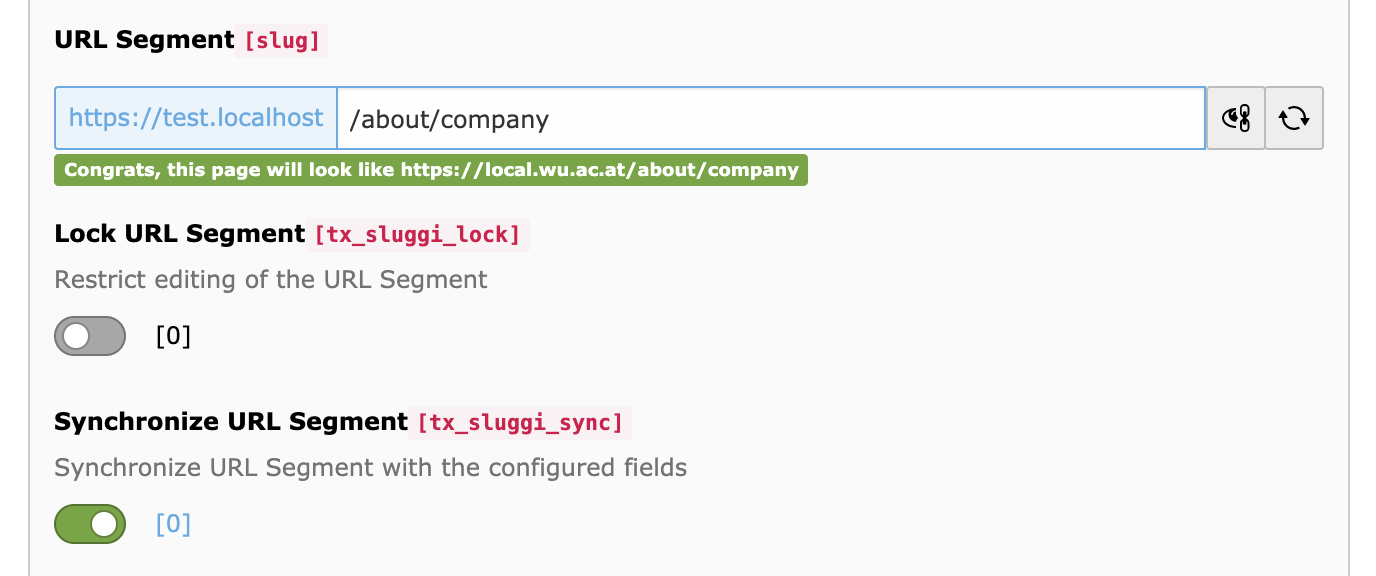 URL Segment [slug]
https://test.localhost /about/company
Congrats, this page will look like https://local.wu.ac.at/about/company
Lock URL Segment [tx_sluggi_lock]
Restrict editing of the URL Segment
[0]
Synchronize URL Segment [tx_sluggi_sync]
Synchronize URL Segment with the configured fields
[0]